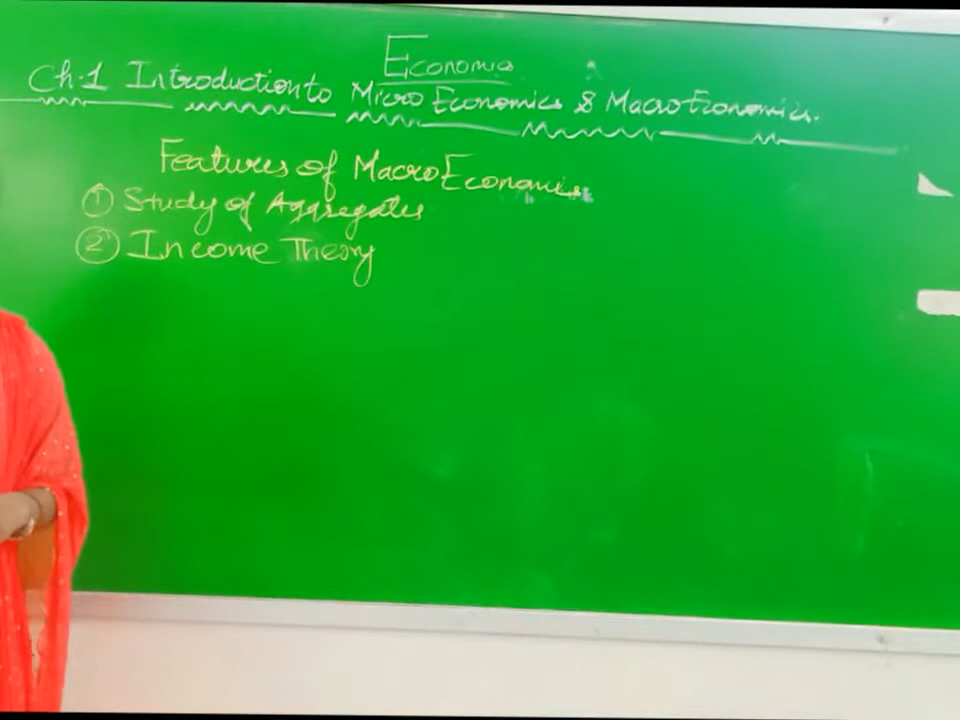 Economics
Ch.1 Introduction to Micro Economics & Macro Economics.
Features of Macro Economics
① Study of Aggregates
② Income Theory